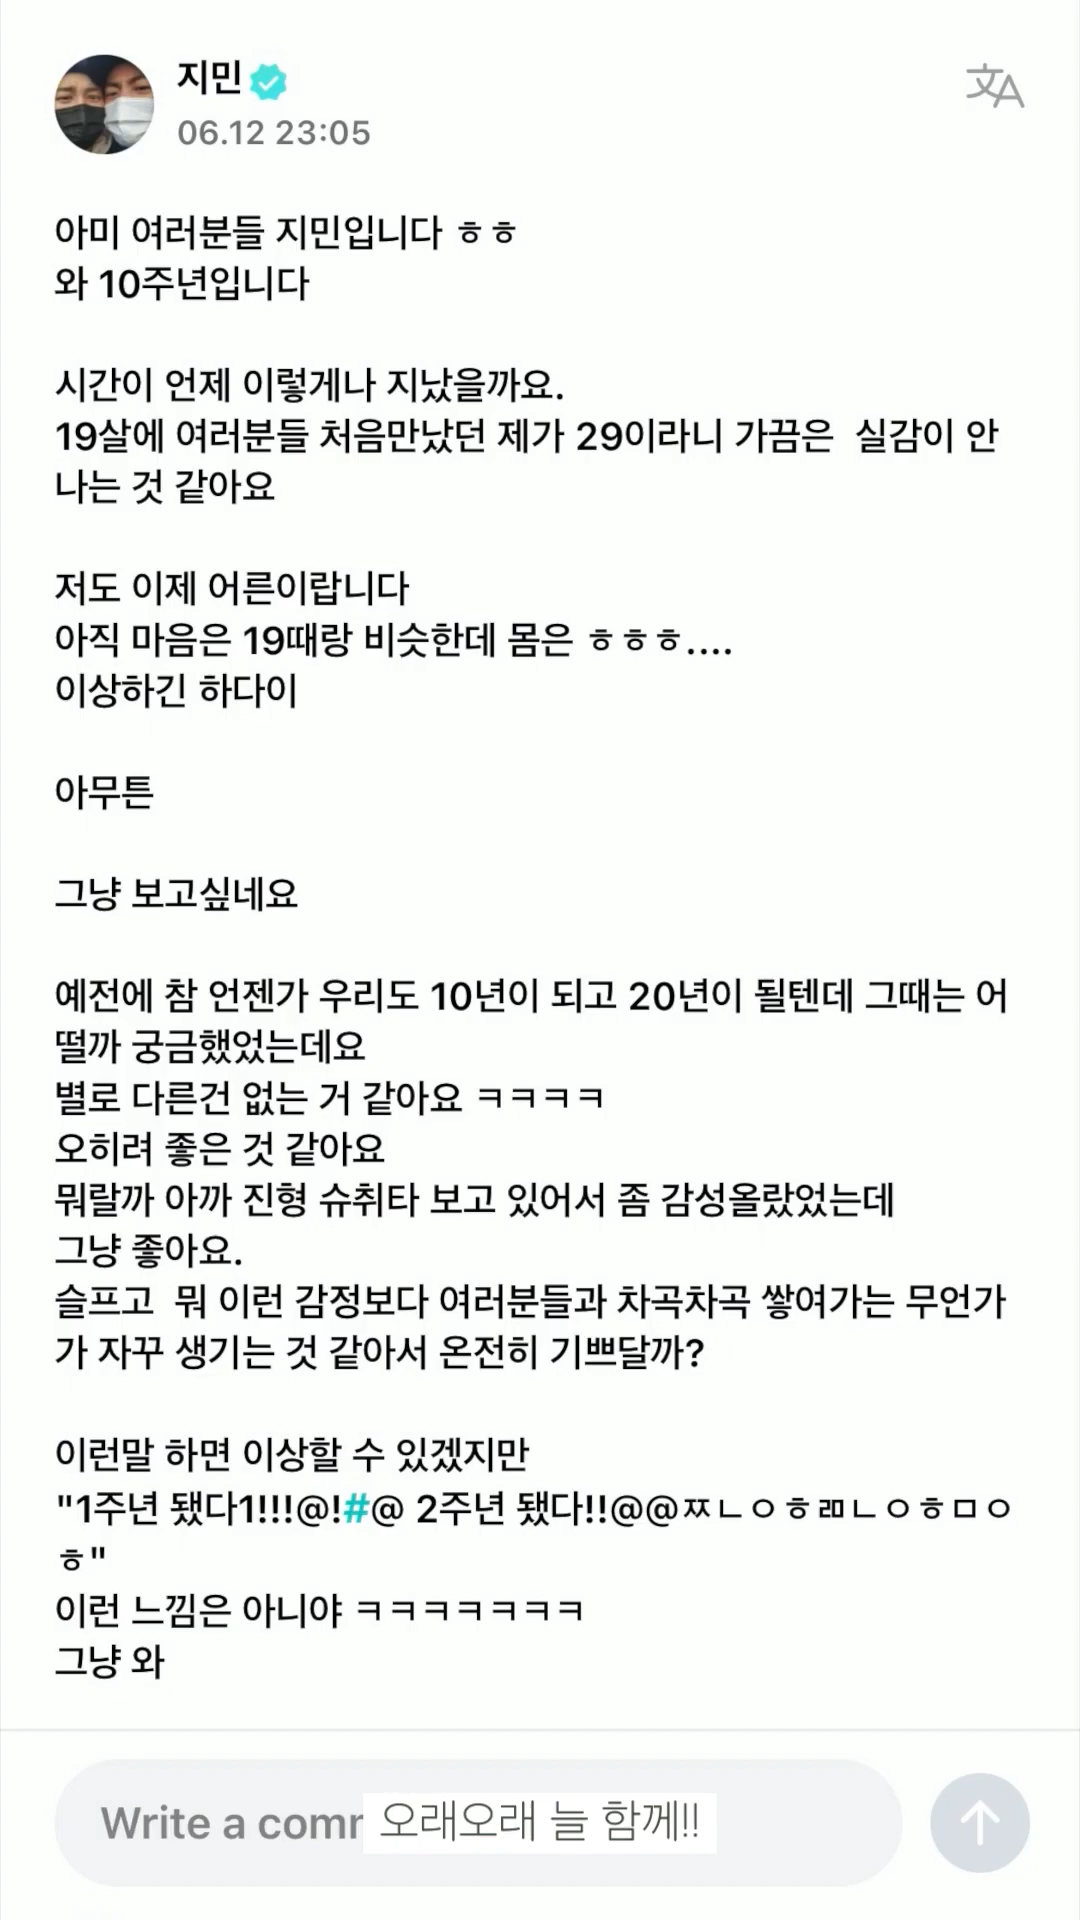 지민
06.12 23:05
아미 여러분들 지민입니다 ㅎㅎ
와 10주년입니다
시간이 언제 이렇게나 지났을까요.
19살에 여러분들 처음만났던 제가 29이라니 가끔은  실감이 안
나는 것 같아요
저도 이제 어른이랍니다
아직 마음은 19때랑 비슷한데 몸은 ㅎㅎㅎ....
이상하긴 하다이
아무튼
그냥 보고싶네요
예전에 참 언젠가 우리도 10년이 되고 20년이 될텐데 그때는 어
떨까 궁금했었는데요
별로 다른건 없는 거 같아요 ㅋㅋㅋㅋ
오히려 좋은 것 같아요
뭐랄까 아까 진형 슈취타 보고 있어서 좀 감성올랐었는데
그냥 좋아요.
슬프고  뭐 이런 감정보다 여러분들과 차곡차곡 쌓여가는 무언가
가 자꾸 생기는 것 같아서 온전히 기쁘달까?
이런말 하면 이상할 수 있겠지만
"1주년 됐다1!!!@!#@ 2주년 됐다!!@@ㅉㄴㅇㅎㄻㄴㅇㅎㅁㅇ
ㅎ"
이런 느낌은 아니야 ㅋㅋㅋㅋㅋㅋㅋ
그냥 와
Write a comm
오래오래 늘 함께!!